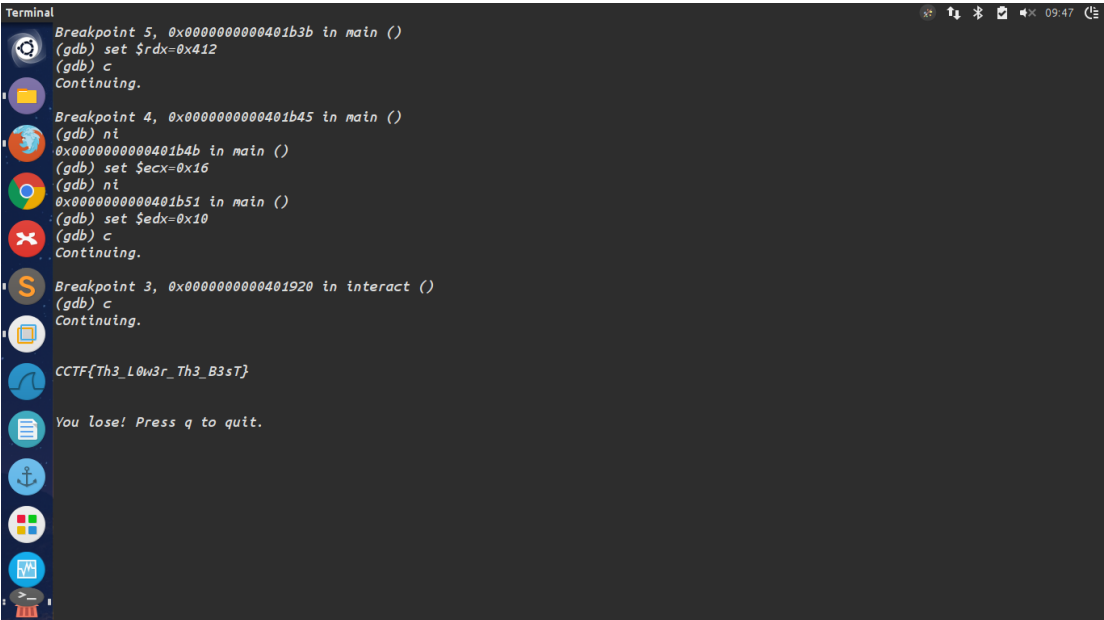 Terminal
09:47
Breakpoint 5, 0x0000000000401b3b in main ()
(gdb) set $rdx=0x412
(gdb) c
Continuing.
Breakpoint 4, 0x0000000000401b45 in main ()
(gdb) ni
0x0000000000401b4b in main ()
(gdb) set $ecx=0x16
(gdb) ni
0x0000000000401b51 in main ()
(gdb) set $edx=0x10
(gdb) c
Continuing.
Breakpoint 3, 0x0000000000401920 in interact ()
(gdb) c
Continuing.
CCTF{Th3_L0w3r_Th3_B3sT}
You lose! Press q to quit.